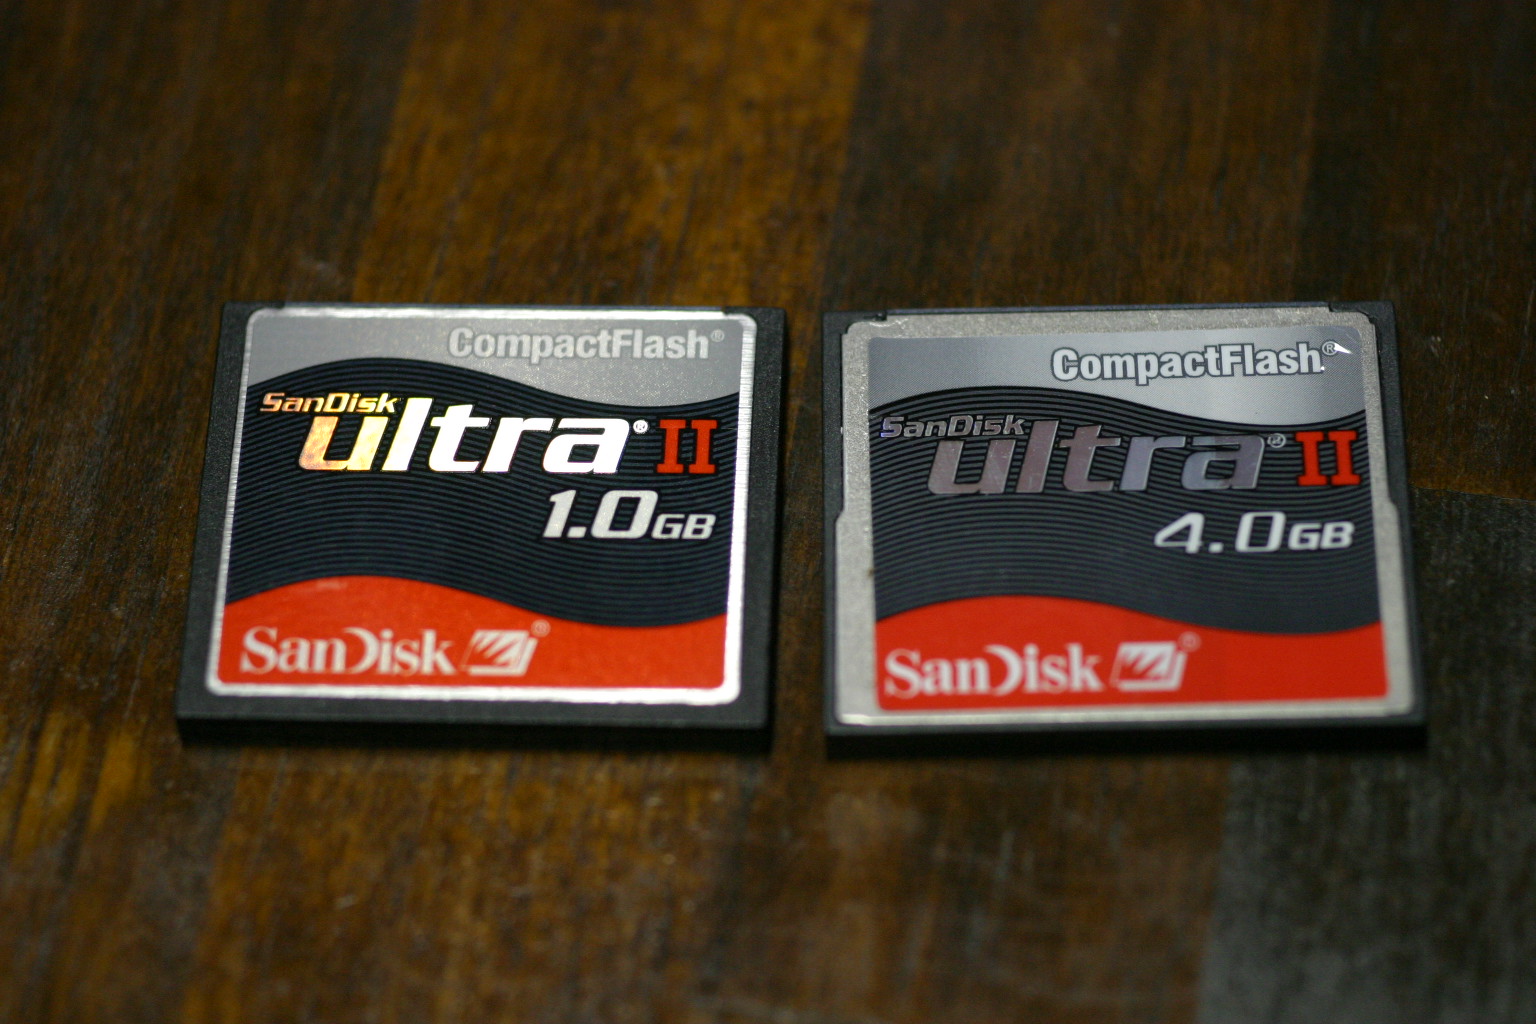 CompactFlash®
SanDisk
ultra® II
1.0GB
SanDisk
CompactFlash®
SanDisk
ultra® II
4.0GB
SanDisk